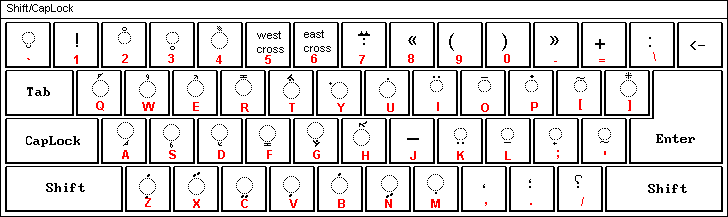 Shift/CapLock
! west cross east cross « ( ) » + : <-
` 1 2 3 4 5 6 7 8 9 0 - = \
Tab Q W E R T Y U I O P [ ]
CapLock A S D F G H J K L ; ' Enter
Shift Z X C V B N M , . / Shift